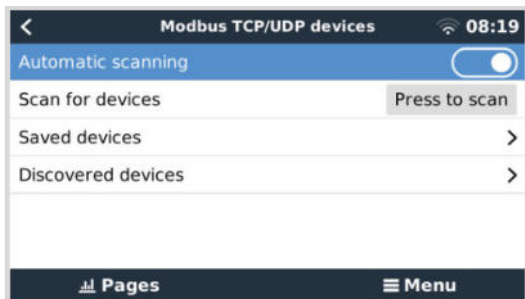 Modbus TCP/UDP devices 08:19
Automatic scanning
Scan for devices Press to scan
Saved devices
Discovered devices
Pages Menu